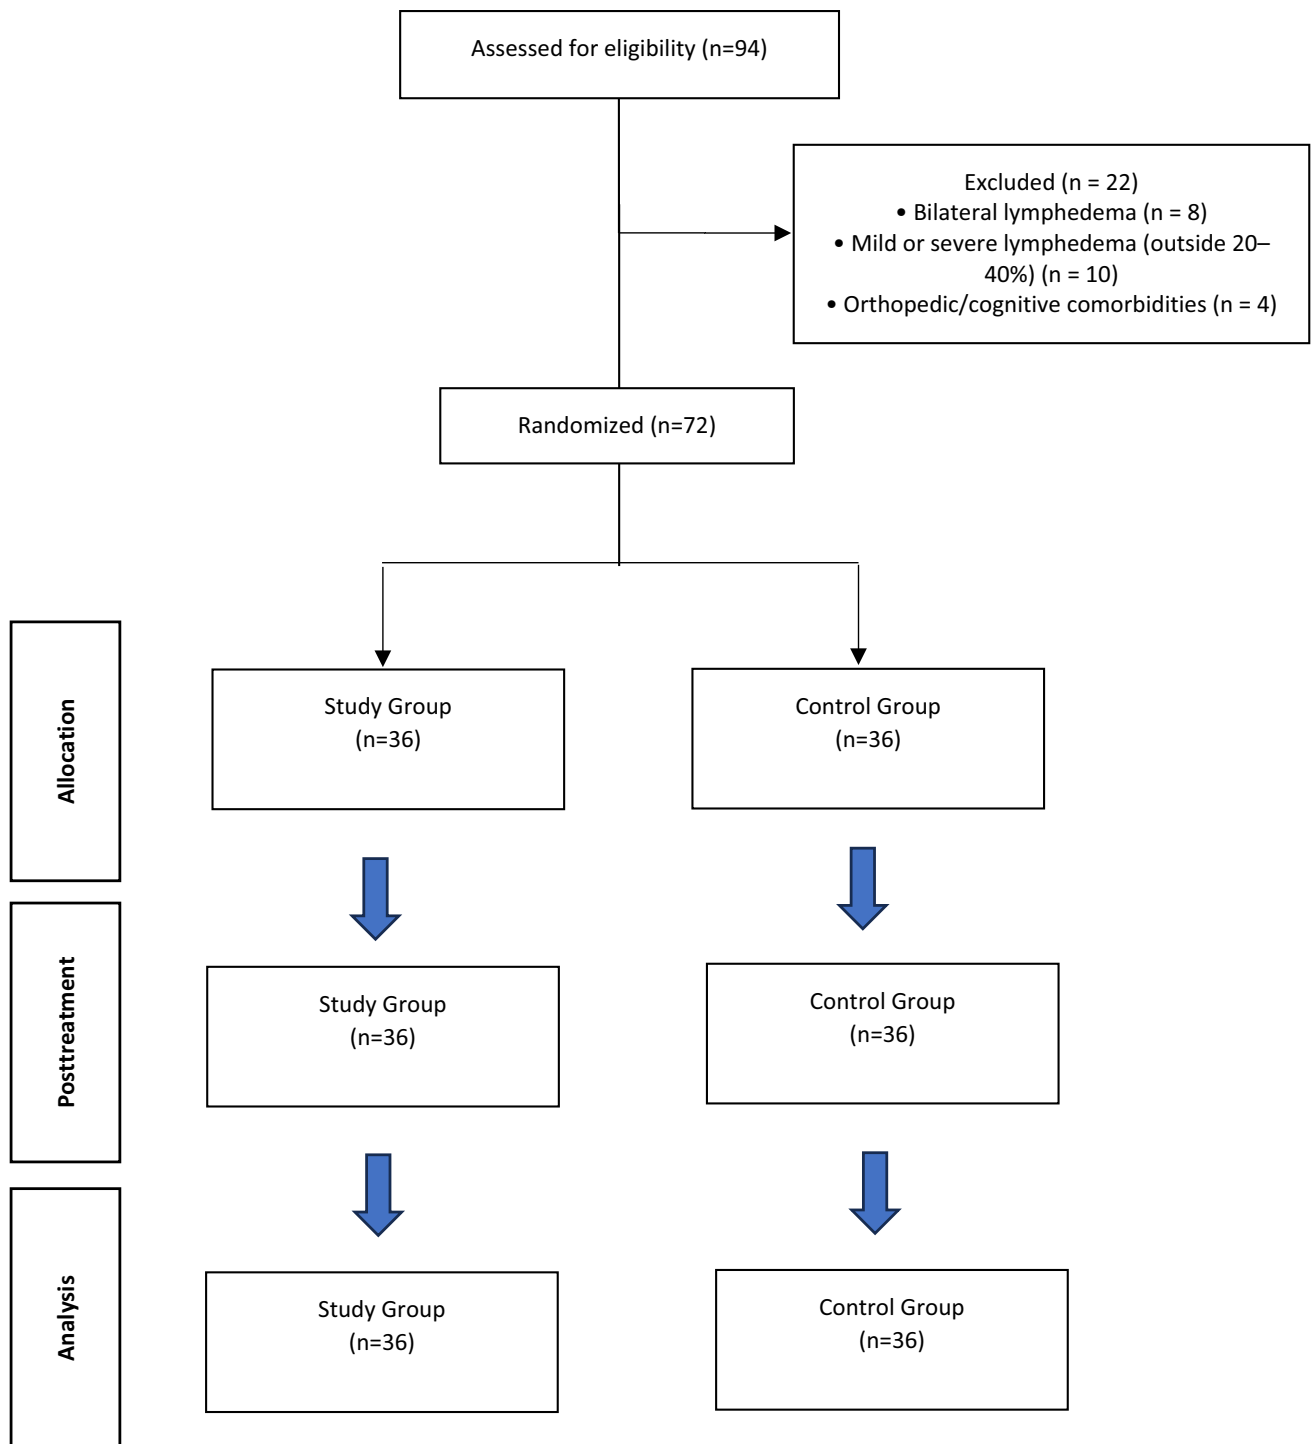 Assessed for eligibility (n=94)
Excluded (n = 22)
• Bilateral lymphedema (n = 8)
• Mild or severe lymphedema (outside 20–
40%) (n = 10)
• Orthopedic/cognitive comorbidities (n = 4)
Randomized (n=72)
Allocation
Study Group
(n=36)
Control Group
(n=36)
Posttreatment
Study Group
(n=36)
Control Group
(n=36)
Analysis
Study Group
(n=36)
Control Group
(n=36)